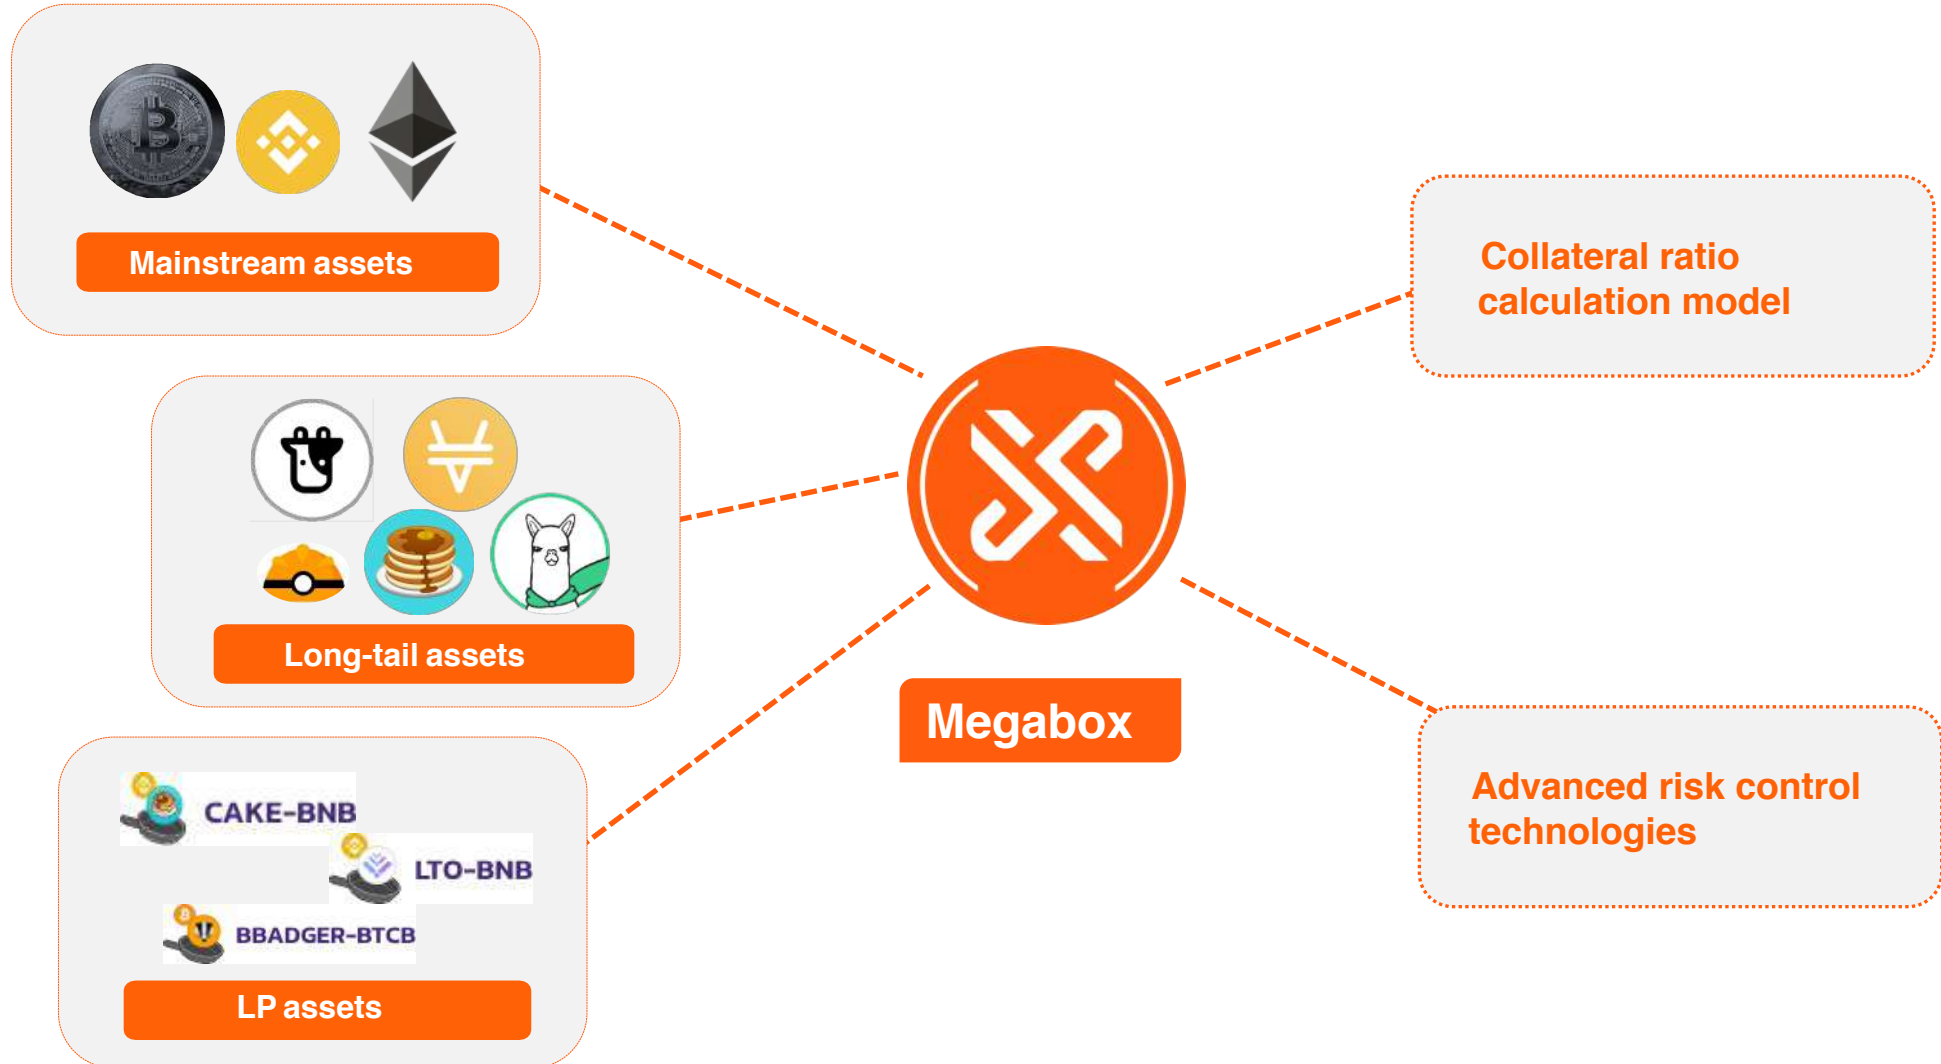 Mainstream assets
Long-tail assets
CAKE-BNB
LTO-BNB
BBADGER-BTCB
LP assets
Megabox
Collateral ratio
calculation model
Advanced risk control
technologies